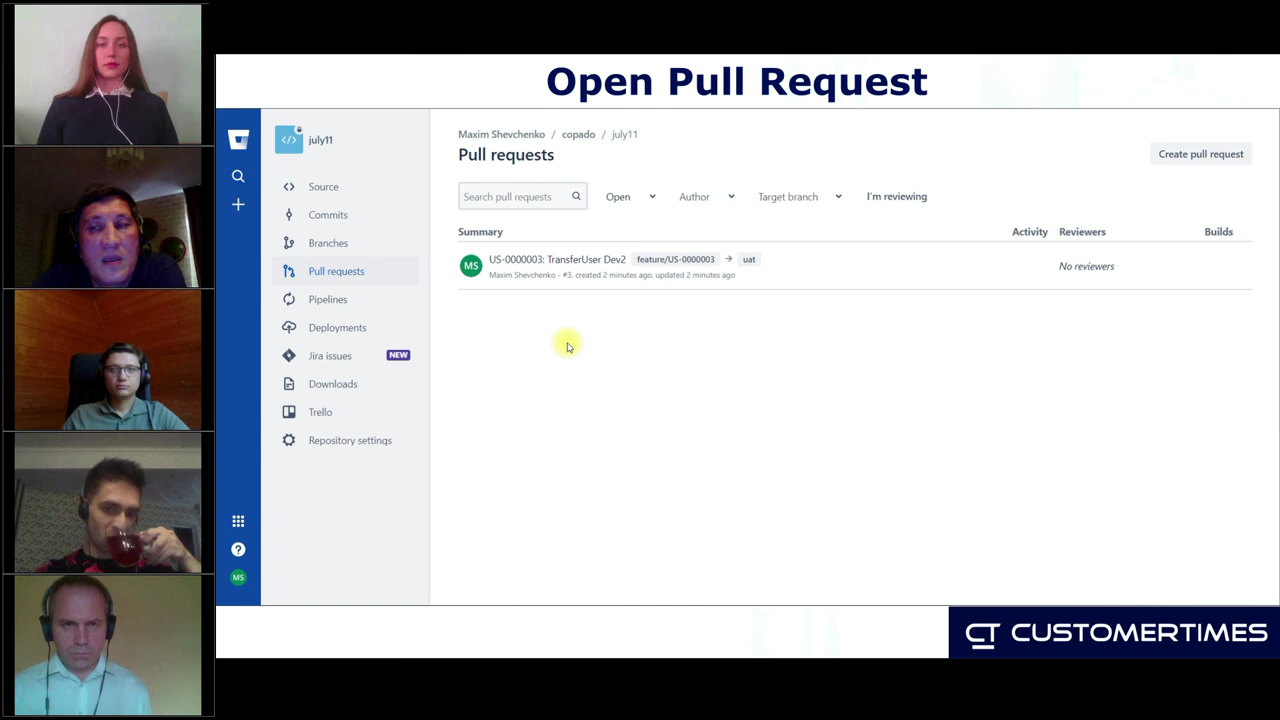 Open Pull Request
july11
Source
Commits
Branches
Pull requests
Pipelines
Deployments
Jira issues NEW
Downloads
Trello
Repository settings
MS
Maxim Shevchenko / copado / july11
Pull requests
Create pull request
Search pull requests Open Author Target branch I'm reviewing
Summary Activity Reviewers Builds
MS US-0000003: TransferUser Dev2 feature/US-0000003 → uat
Maxim Shevchenko - #3, created 2 minutes ago, updated 2 minutes ago
No reviewers
CT CUSTOMERTIMES